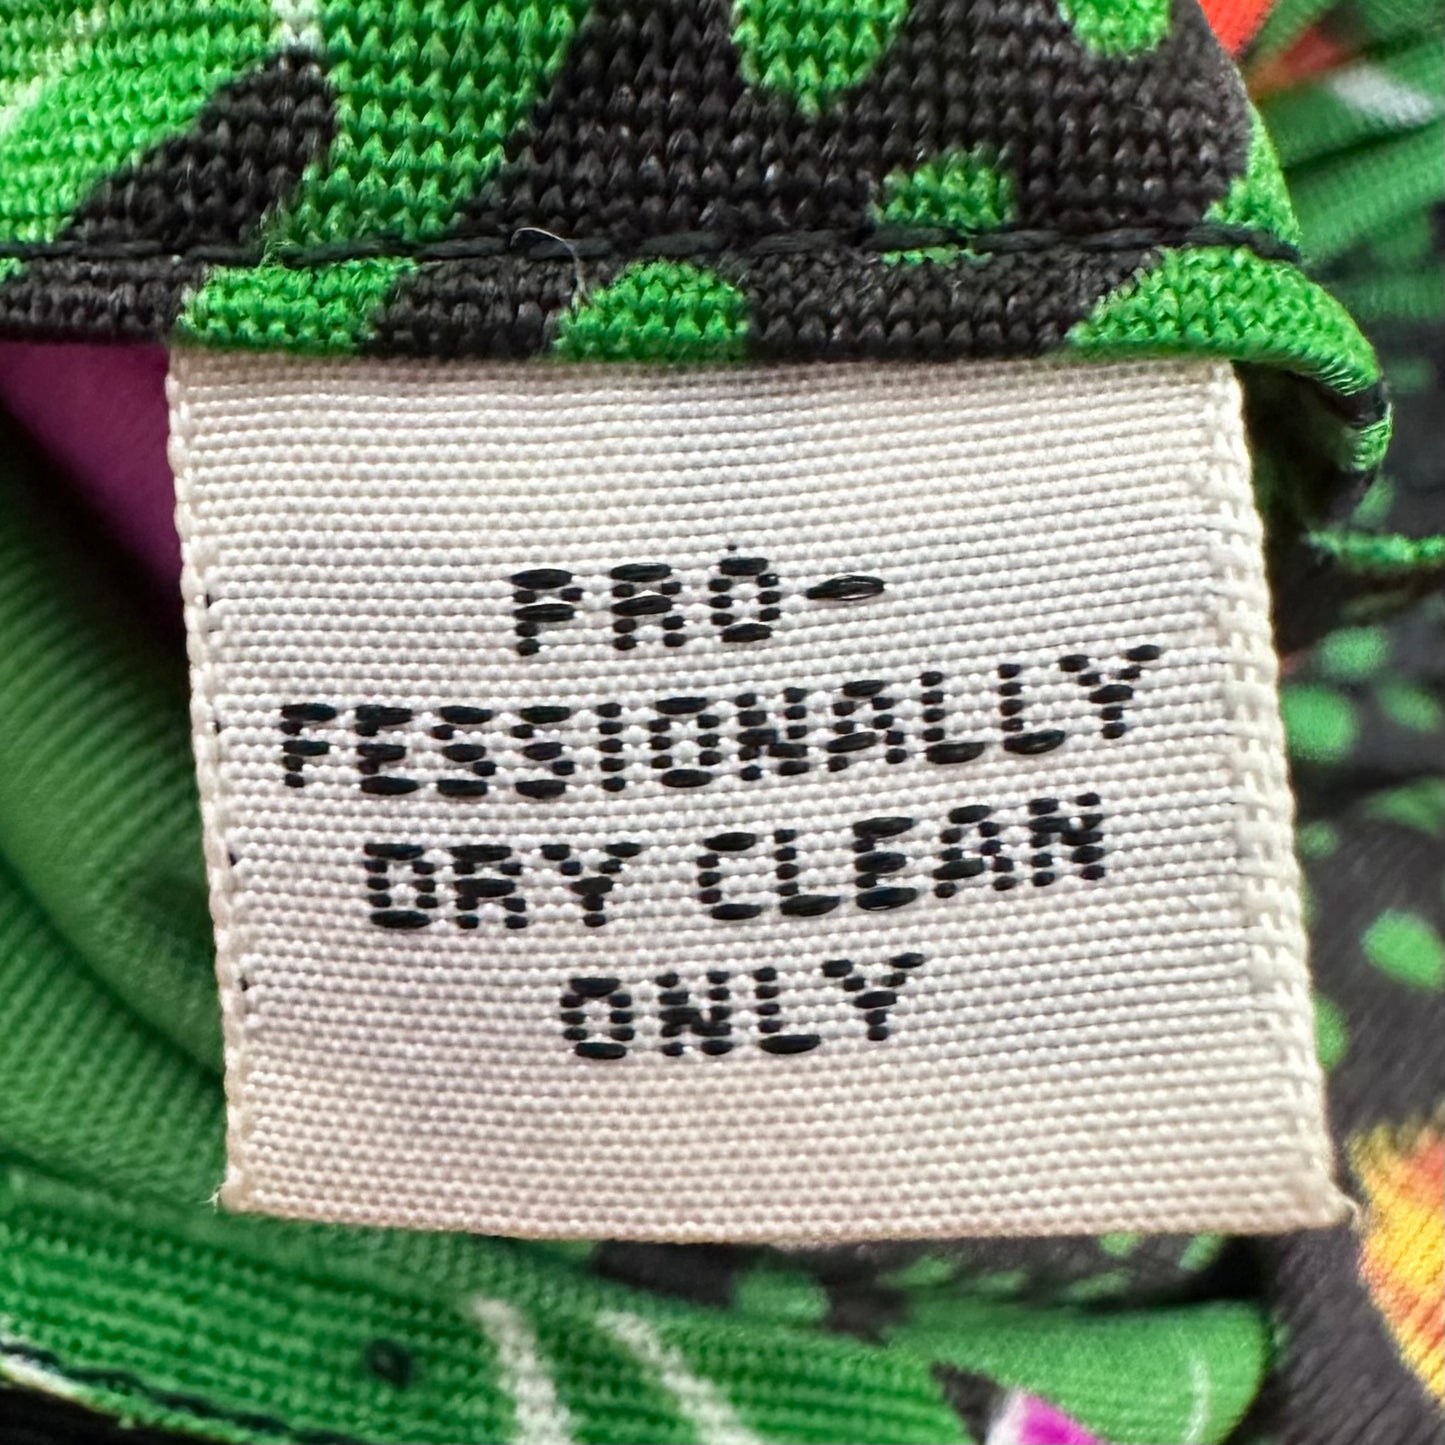 PRO-
FESSIONALLY
DRY CLEAN
ONLY